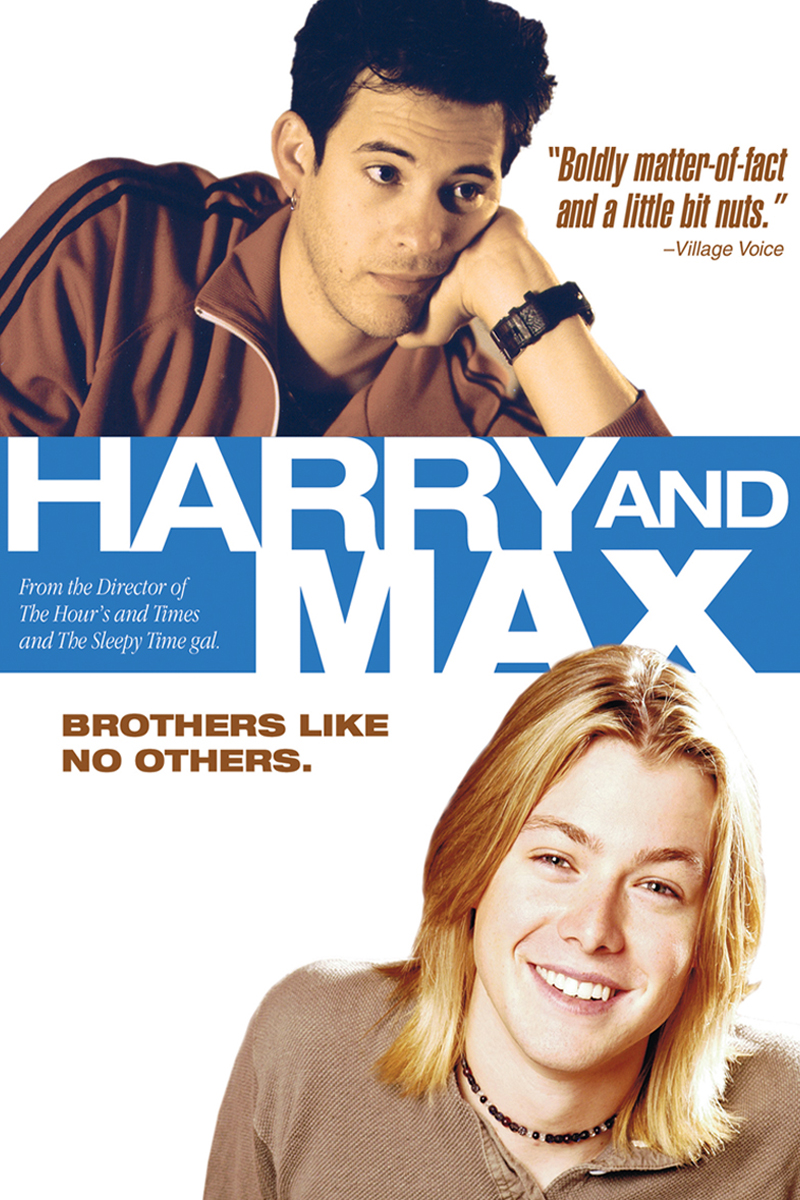 “Boldly matter-of-fact
and a little bit nuts.”
–Village Voice
HARRY AND
MAX
From the Director of
The Hour’s and Times
and The Sleepy Time gal.
BROTHERS LIKE
NO OTHERS.